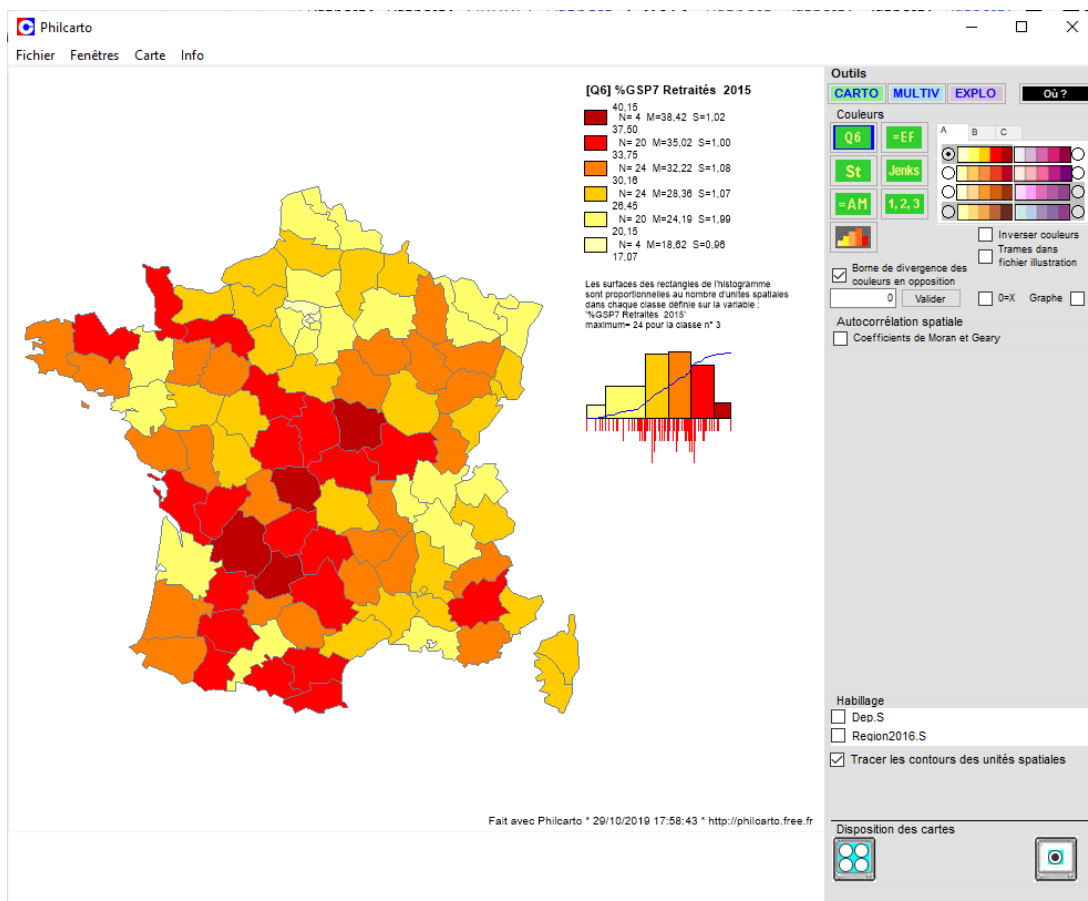 Philcarto
Fichier Fenêtres Carte Info
[Q6] %GSP7 Retraités 2015
40,15
N= 4 M=38,42 S=1,02
37,50
N= 20 M=35,02 S=1,00
33,75
N= 24 M=32,22 S=1,08
30,16
N= 24 M=28,36 S=1,07
26,45
N= 20 M=24,19 S=1,99
20,15
N= 4 M=18,62 S=0,96
17,07
Les surfaces des rectangles de l'histogramme
sont proportionnelles au nombre d'unites spatiales
dans chaque classe définie sur la variable :
'%GSP7 Retraités 2015'
maximum= 24 pour la classe n° 3
Fait avec Philcarto * 29/10/2019 17:58:43 * http://philcarto.free.fr
Outils
CARTO MULTIV EXPLO Où ?
Couleurs
Q6 =EF
St Jenks
=AM 1, 2, 3
A B C
Inverser couleurs
Trames dans
fichier illustration
Borne de divergence des
couleurs en opposition
0 Valider 0=X Graphe
Autocorrélation spatiale
Coefficients de Moran et Geary
Habillage
Dep.S
Region2016.S
Tracer les contours des unités spatiales
Disposition des cartes